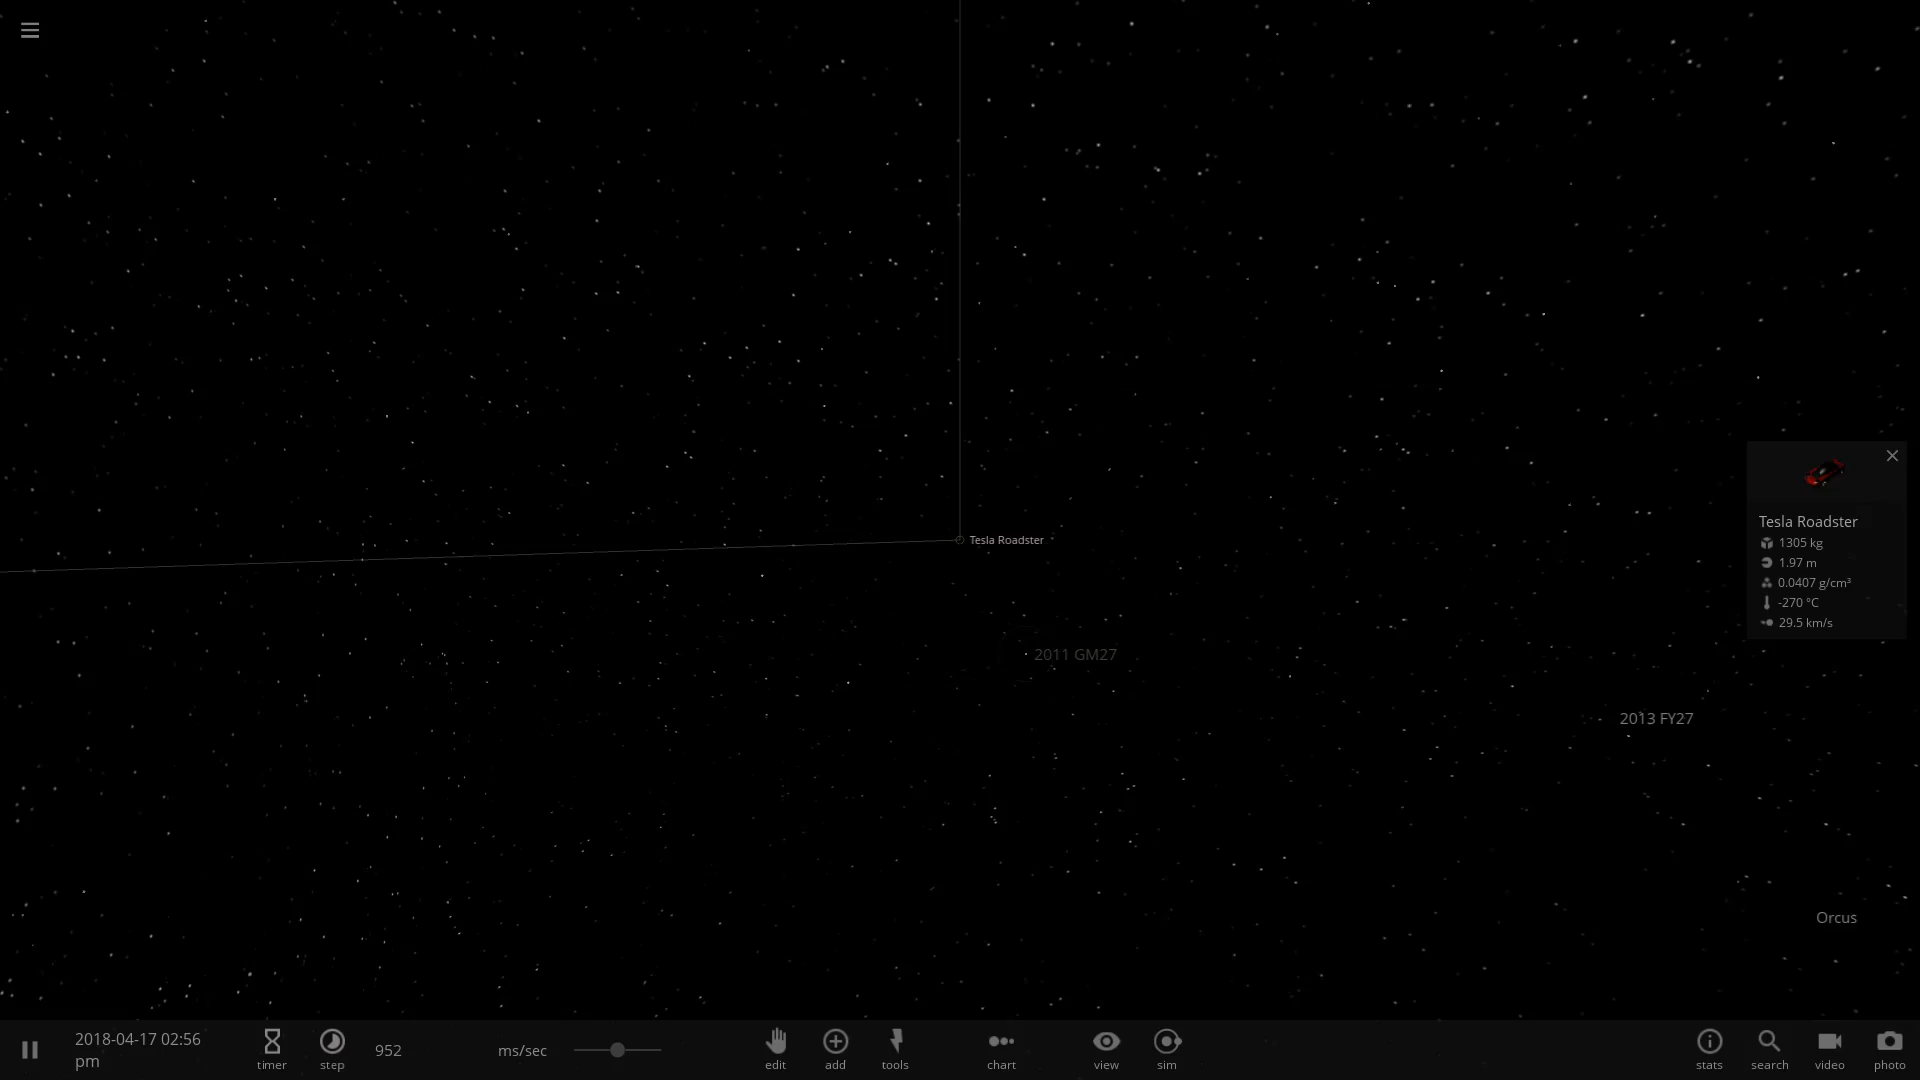 Tesla Roadster
Tesla Roadster
1305 kg
1.97 m
0.0407 g/cm³
-270 °C
29.5 km/s
2011 GM27
2013 FY27
Orcus
2018-04-17 02:56
pm
timer
step
952
ms/sec
edit
add
tools
chart
view
sim
stats
search
video
photo